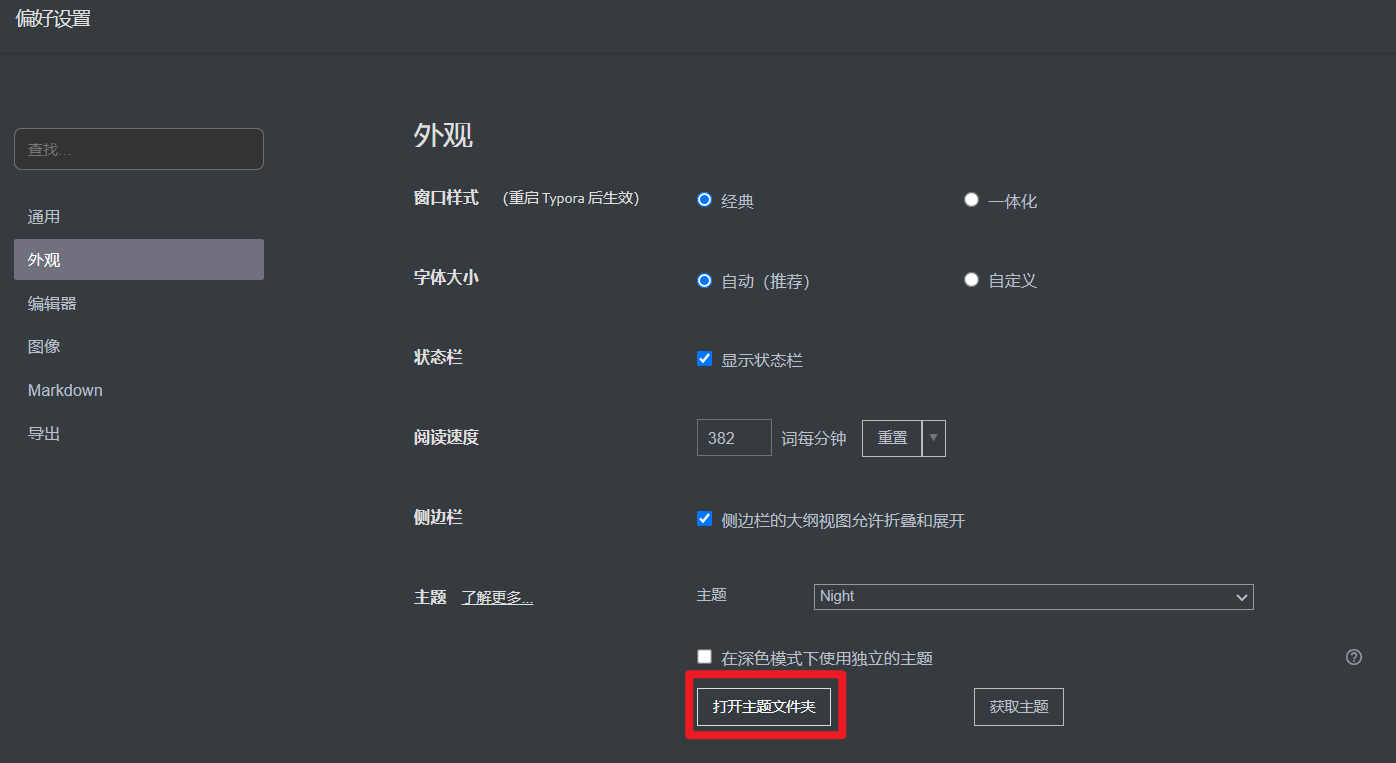 偏好设置
查找...
通用
外观
编辑器
图像
Markdown
导出
外观
窗口样式 (重启 Typora 后生效) 经典 一体化
字体大小 自动（推荐） 自定义
状态栏 显示状态栏
阅读速度 382 词每分钟 重置
侧边栏 侧边栏的大纲视图允许折叠和展开
主题 了解更多... 主题 Night
在深色模式下使用独立的主题
打开主题文件夹 获取主题